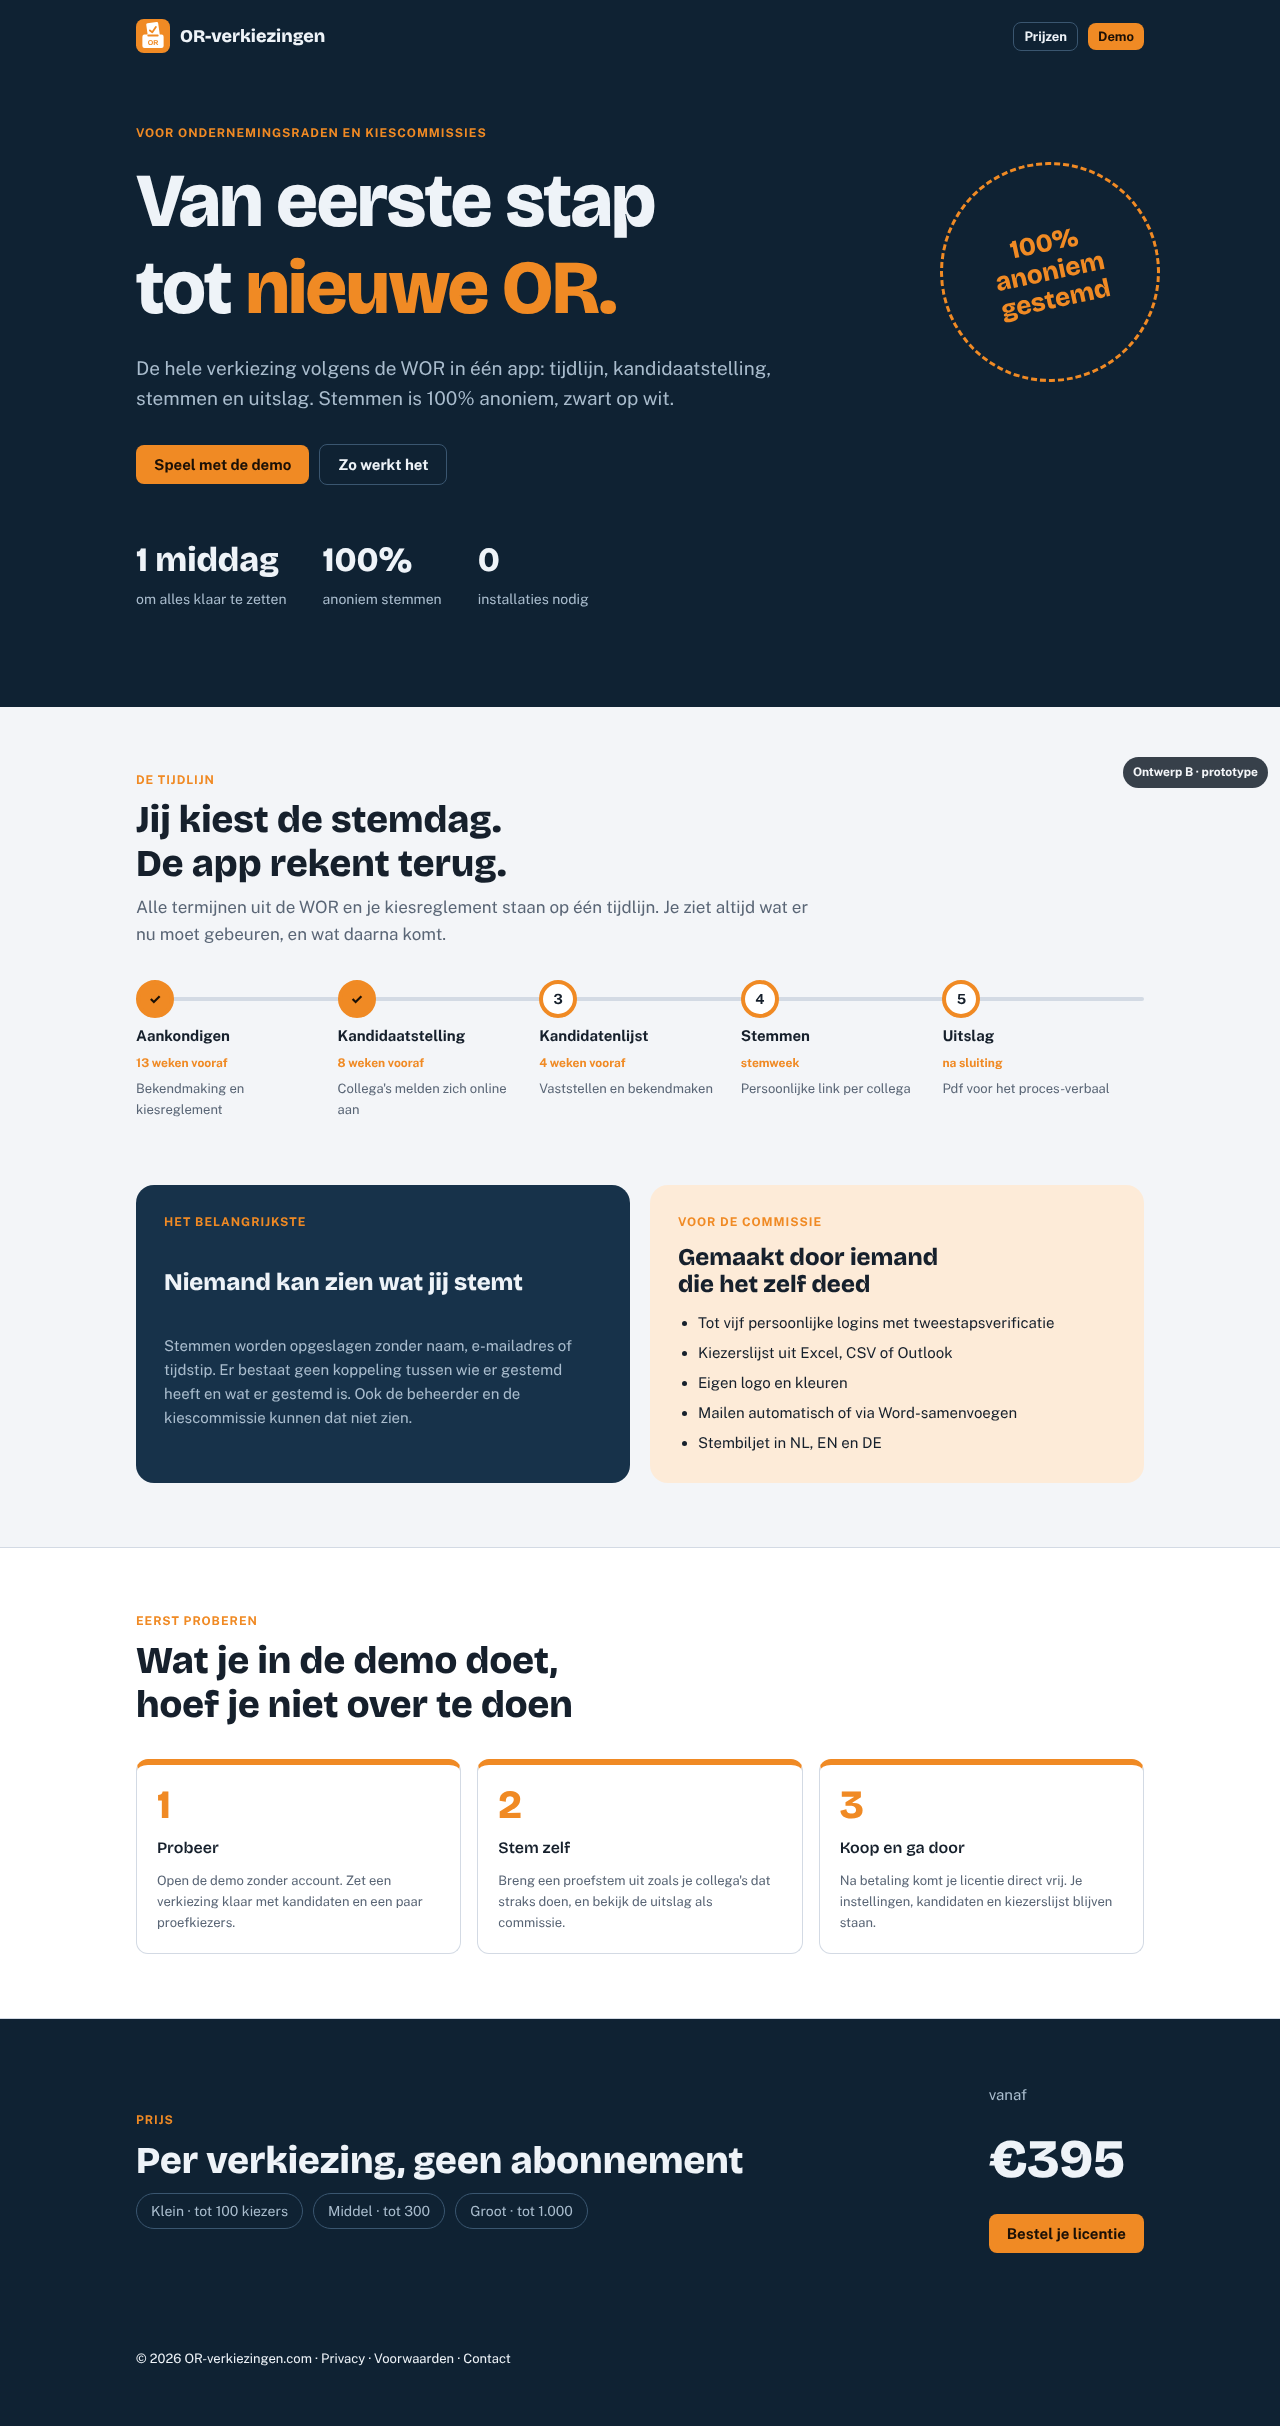 OR
OR-verkiezingen
Prijzen
Demo
VOOR ONDERNEMINGSRADEN EN KIESCOMMISSIES
Van eerste stap
tot nieuwe OR.
100%
anoniem
gestemd
De hele verkiezing volgens de WOR in één app: tijdlijn, kandidaatstelling,
stemmen en uitslag. Stemmen is 100% anoniem, zwart op wit.
Speel met de demo
Zo werkt het
1 middag
om alles klaar te zetten
100%
anoniem stemmen
0
installaties nodig
Ontwerp B · prototype
DE TIJDLIJN
Jij kiest de stemdag.
De app rekent terug.
Alle termijnen uit de WOR en je kiesreglement staan op één tijdlijn. Je ziet altijd wat er
nu moet gebeuren, en wat daarna komt.
✓
Aankondigen
13 weken vooraf
Bekendmaking en
kiesreglement
✓
Kandidaatstelling
8 weken vooraf
Collega's melden zich online
aan
3
Kandidatenlijst
4 weken vooraf
Vaststellen en bekendmaken
4
Stemmen
stemweek
Persoonlijke link per collega
5
Uitslag
na sluiting
Pdf voor het proces-verbaal
HET BELANGRIJKSTE
Niemand kan zien wat jij stemt
Stemmen worden opgeslagen zonder naam, e-mailadres of
tijdstip. Er bestaat geen koppeling tussen wie er gestemd
heeft en wat er gestemd is. Ook de beheerder en de
kiescommissie kunnen dat niet zien.
VOOR DE COMMISSIE
Gemaakt door iemand
die het zelf deed
• Tot vijf persoonlijke logins met tweestapsverificatie
• Kiezerslijst uit Excel, CSV of Outlook
• Eigen logo en kleuren
• Mailen automatisch of via Word-samenvoegen
• Stembiljet in NL, EN en DE
EERST PROBEREN
Wat je in de demo doet,
hoef je niet over te doen
1
Probeer
Open de demo zonder account. Zet een
verkiezing klaar met kandidaten en een paar
proefkiezers.
2
Stem zelf
Breng een proefstem uit zoals je collega's dat
straks doen, en bekijk de uitslag als
commissie.
3
Koop en ga door
Na betaling komt je licentie direct vrij. Je
instellingen, kandidaten en kiezerslijst blijven
staan.
PRIJS
Per verkiezing, geen abonnement
Klein · tot 100 kiezers
Middel · tot 300
Groot · tot 1.000
vanaf
€395
Bestel je licentie
© 2026 OR-verkiezingen.com · Privacy · Voorwaarden · Contact